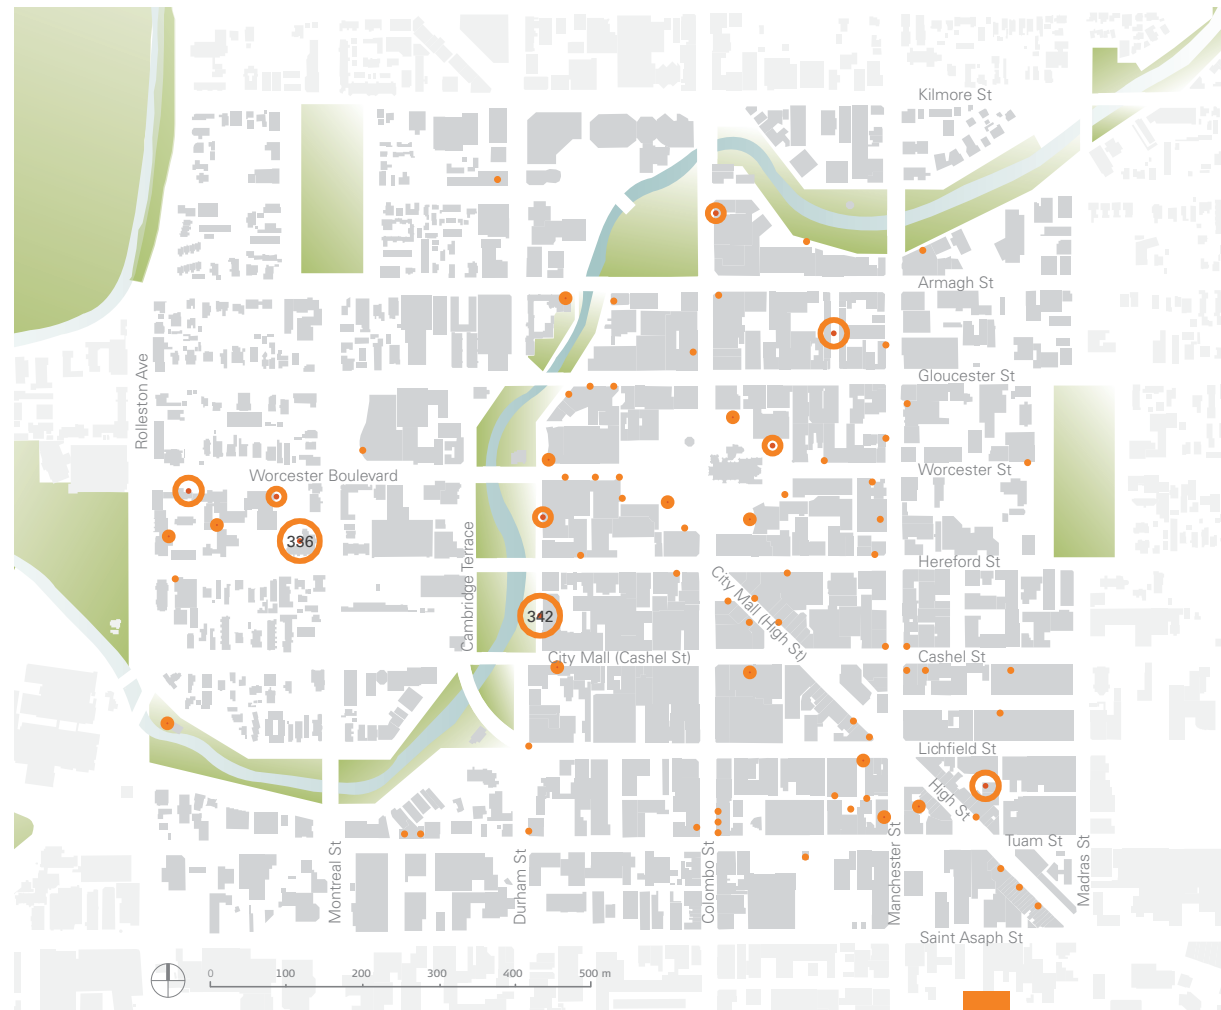 Kilmore St
Armagh St
Rolleston Ave
Gloucester St
Worcester Boulevard
Worcester St
336
Cambridge Terrace
Hereford St
City Mall (High St)
342
City Mall (Cashel St)
Cashel St
Lichfield St
High St
Tuam St
Montreal St
Durham St
Colombo St
Manchester St
Madras St
Saint Asaph St
0 100 200 300 400 500 m